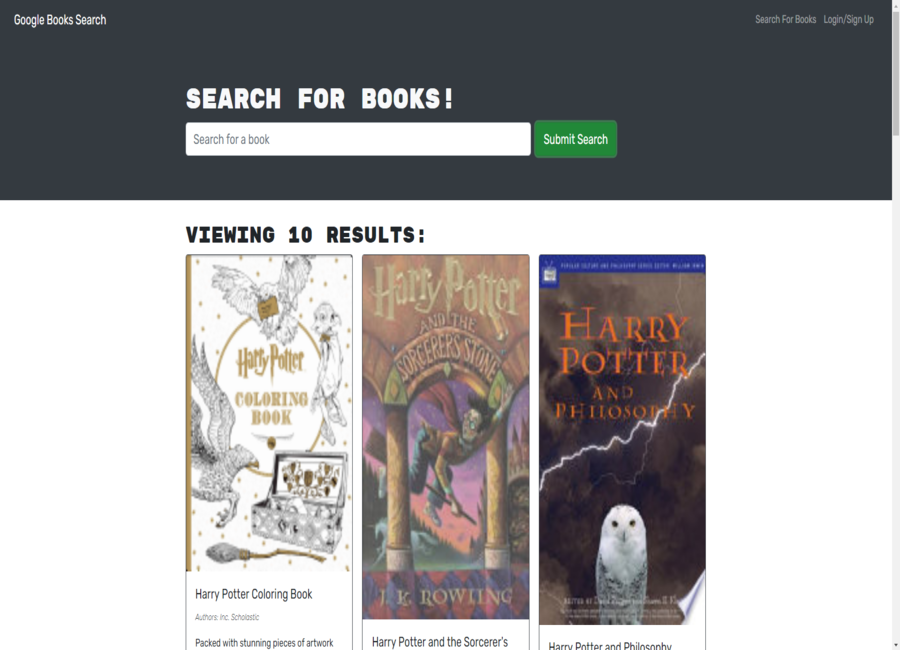 Google Books Search
Search For Books Login/Sign Up
SEARCH FOR BOOKS!
Search for a book
Submit Search
VIEWING 10 RESULTS:
Harry Potter
COLORING
BOOK
Harry Potter Coloring Book
Authors: Inc. Scholastic
Packed with stunning pieces of artwork
Harry Potter
AND THE
SORCERER'S STONE
J. K. ROWLING
Harry Potter and the Sorcerer's
POPULAR CULTURE AND PHILOSOPHY SERIES EDITOR: WILLIAM IRWIN
HARRY
POTTER
AND
PHILOSOPHY
Harry Potter and Philosophy